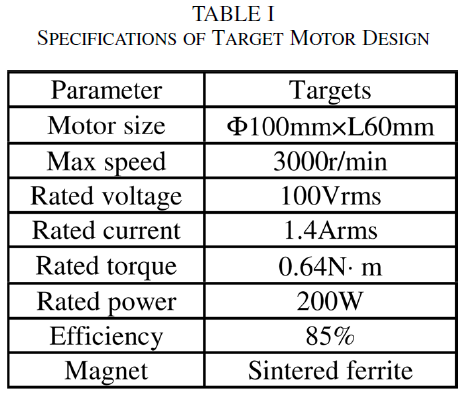 TABLE I
SPECIFICATIONS OF TARGET MOTOR DESIGN
Parameter Targets
Motor size Φ100mm×L60mm
Max speed 3000r/min
Rated voltage 100Vrms
Rated current 1.4Arms
Rated torque 0.64N· m
Rated power 200W
Efficiency 85%
Magnet Sintered ferrite